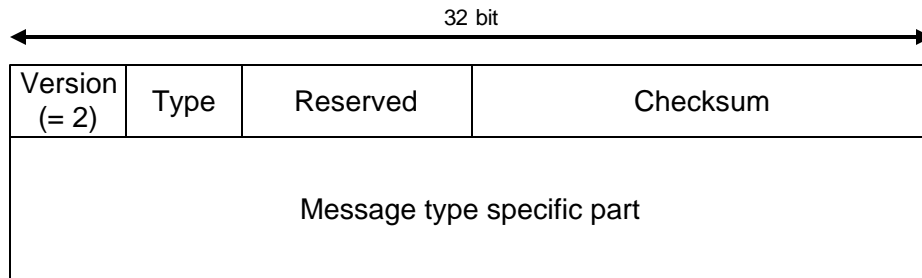 32 bit
Version
(= 2)
Type
Reserved
Checksum
Message type specific part